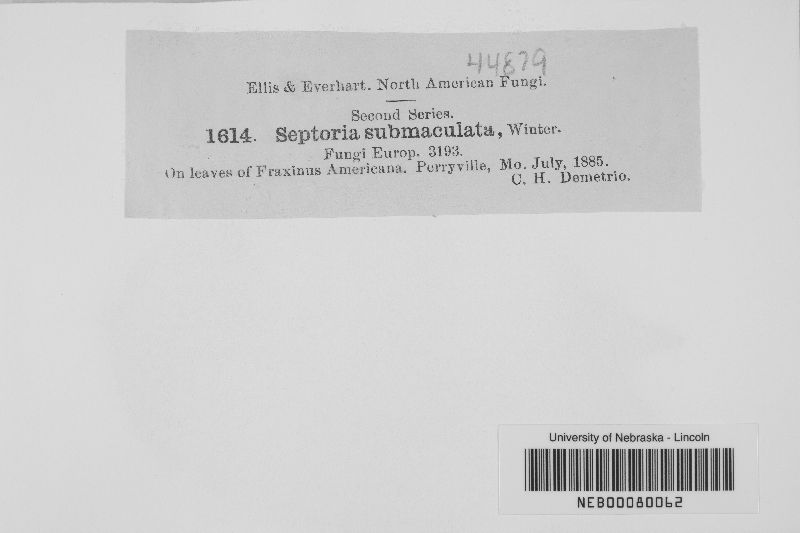 44879
Ellis & Everhart. North American Fungi.
Second Series.
1614. Septoria submaculata, Winter.
Fungi Europ. 3193.
On leaves of Fraxinus Americana. Perryville, Mo. July, 1885.
C. H. Demetrio.
University of Nebraska - Lincoln
NEB00080062